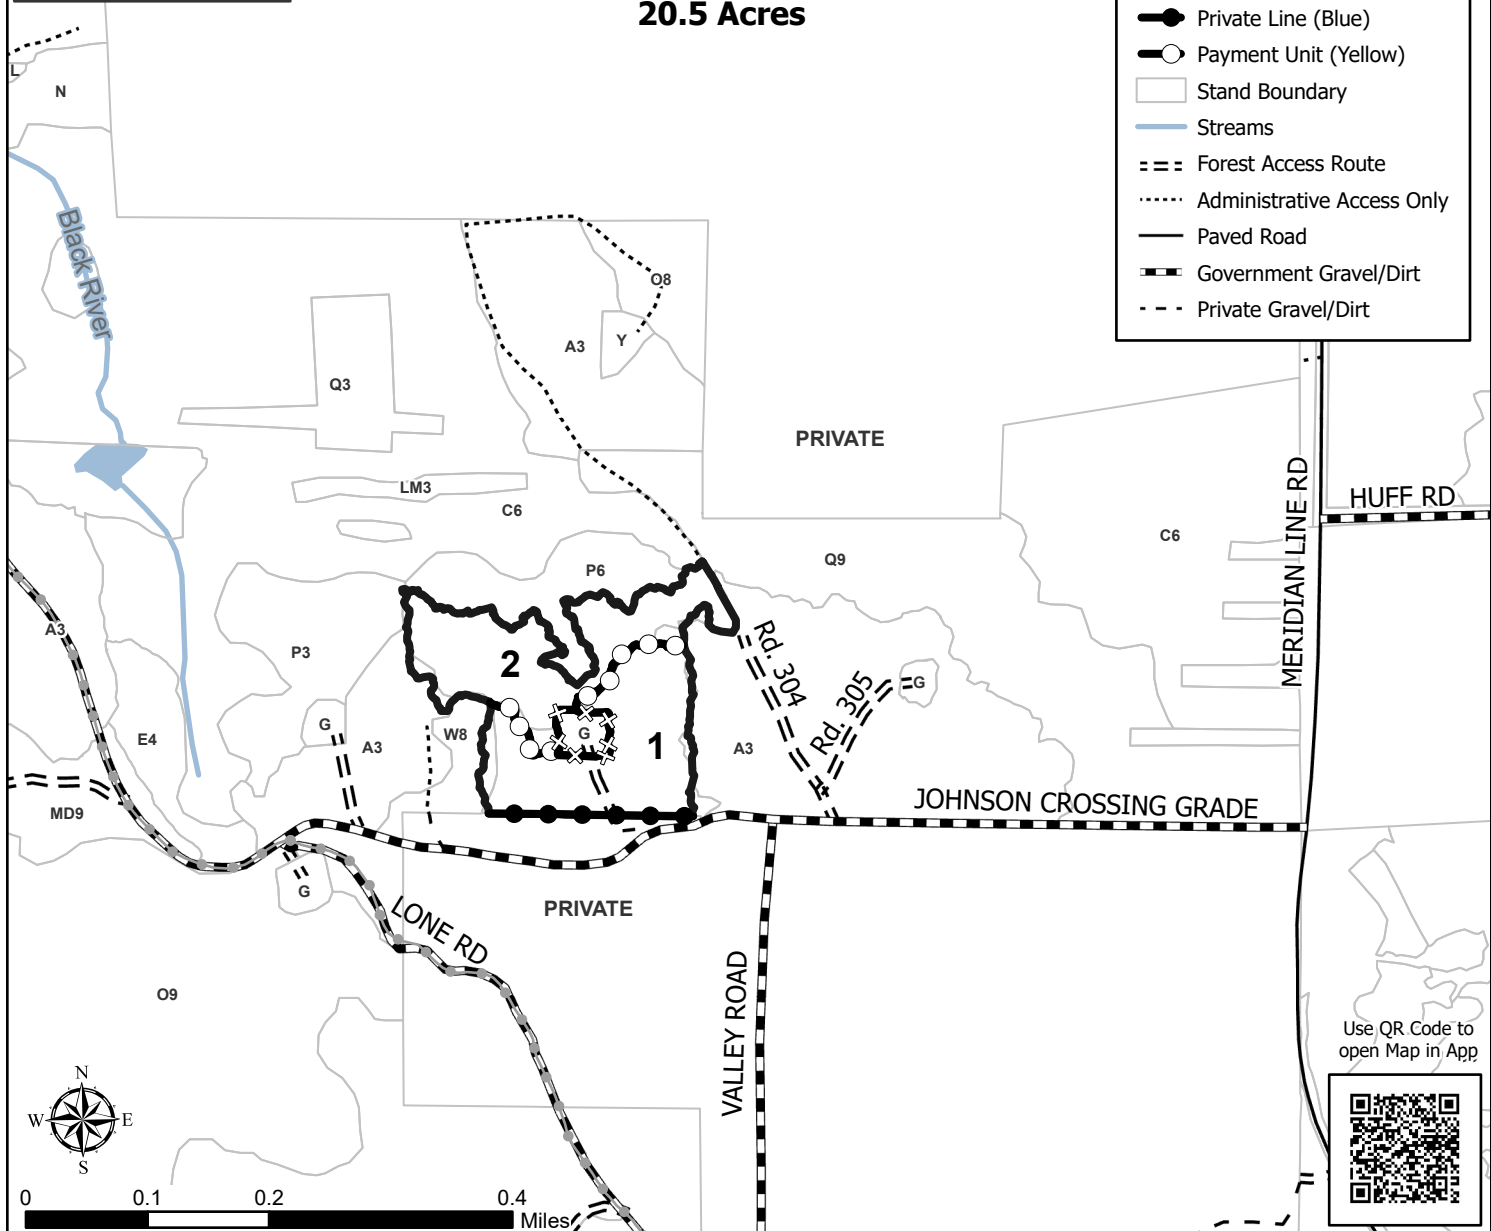 20.5 Acres
Private Line (Blue)
Payment Unit (Yellow)
Stand Boundary
Streams
Forest Access Route
Administrative Access Only
Paved Road
Government Gravel/Dirt
Private Gravel/Dirt
L
N
Black River
O8
A3
Y
Q3
PRIVATE
LM3
C6
MERIDIAN LINE RD
HUFF RD
C6
Q9
P6
A3
P3
2
Rd. 304
Rd. 305
G
G
E4
A3
W8
G
1
A3
MD9
JOHNSON CROSSING GRADE
G
PRIVATE
LONE RD
VALLEY ROAD
O9
Use QR Code to
open Map in App
N
W E
S
0 0.1 0.2 0.4
Miles